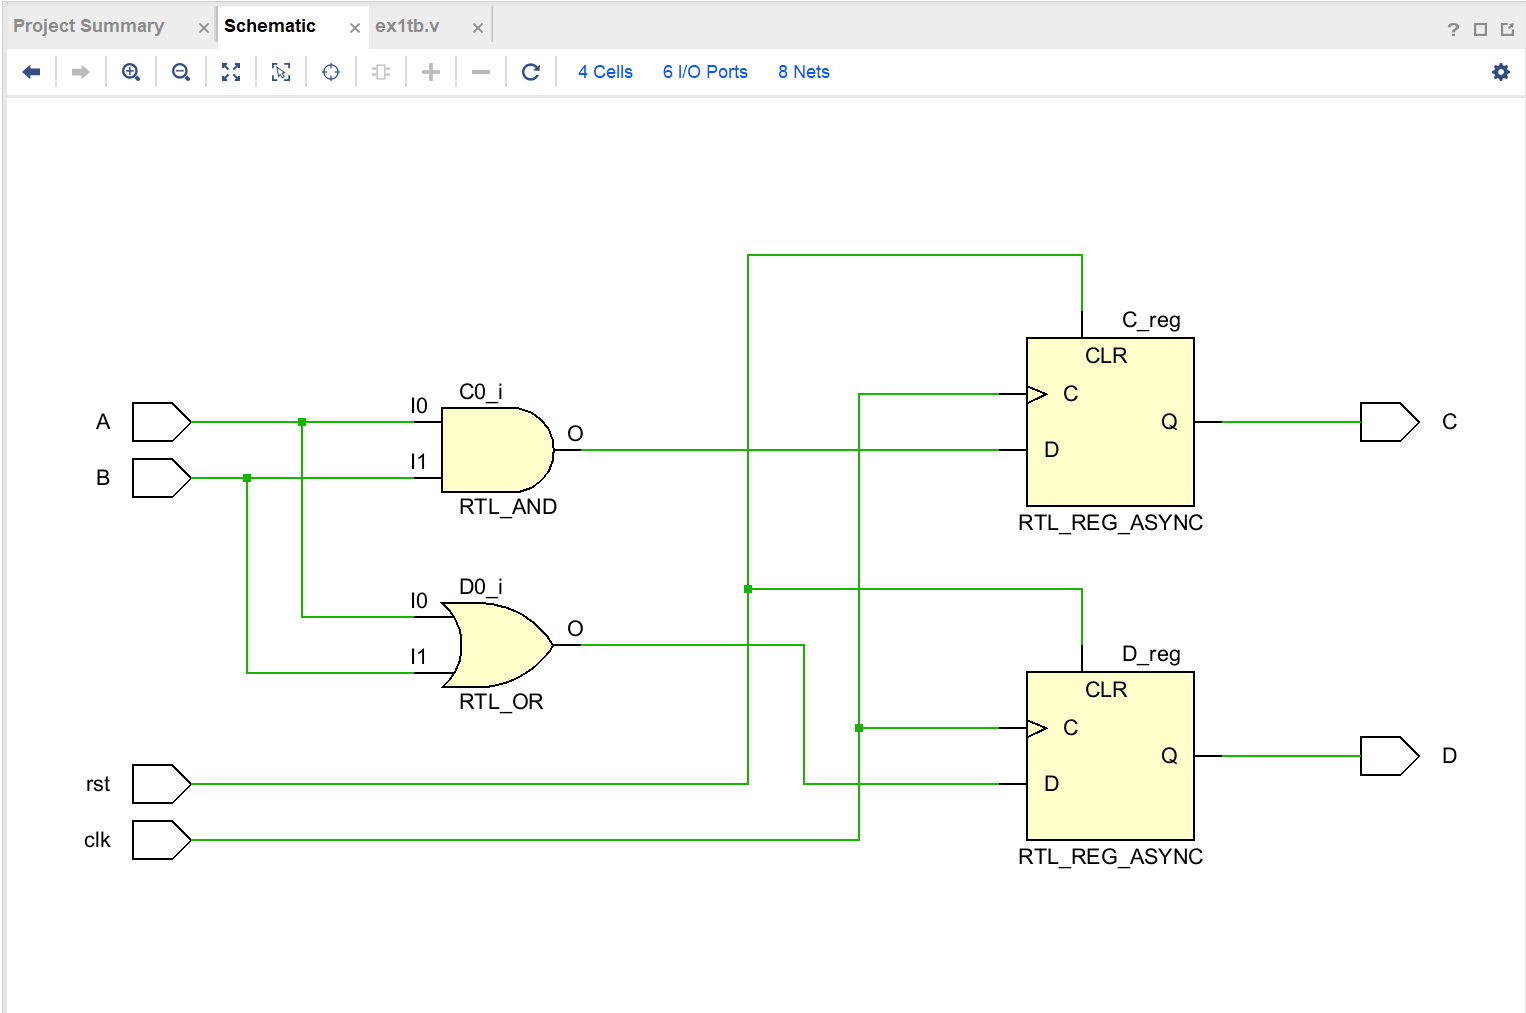 Project Summary × Schematic × ex1tb.v ×
?
4 Cells 6 I/O Ports 8 Nets
C_reg
CLR
C0_i
A I0 C
O Q C
B I1 D
RTL_AND
RTL_REG_ASYNC
D0_i
I0
O
I1 D_reg
CLR
RTL_OR
C
Q D
rst D
clk
RTL_REG_ASYNC